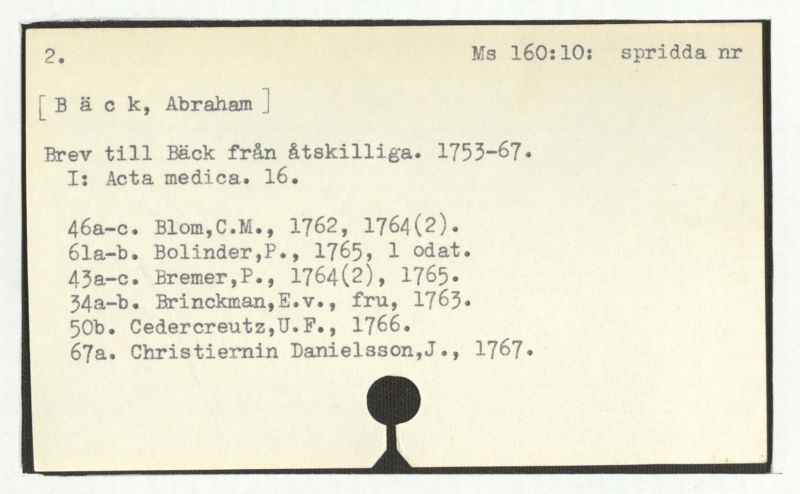 2. Ms 160:10: spridda nr
[ B ä c k, Abraham ]
Brev till Bäck från åtskilliga. 1753-67.
I: Acta medica. 16.
46a-c. Blom,C.M., 1762, 1764(2).
61a-b. Bolinder,P., 1765, 1 odat.
43a-c. Bremer,P., 1764(2), 1765.
34a-b. Brinckman,E.v., fru, 1763.
50b. Cedercreutz,U.F., 1766.
67a. Christiernin Danielsson,J., 1767.